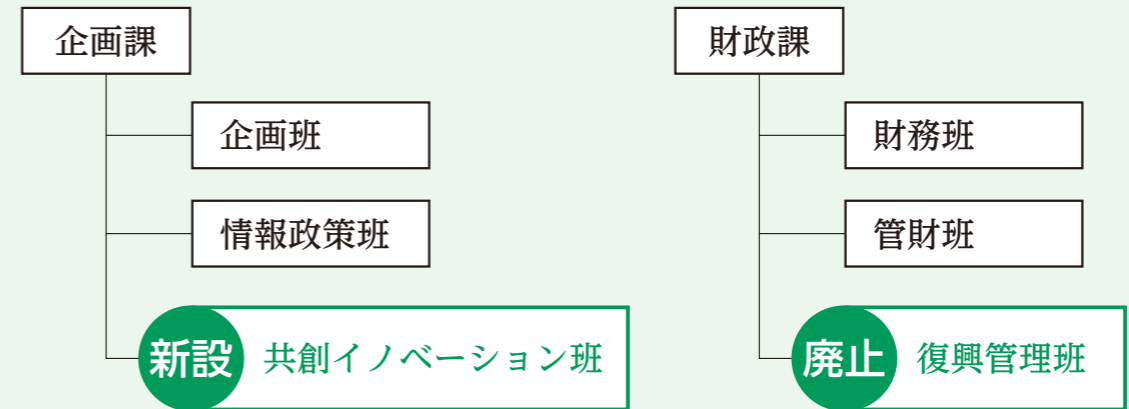 企画課
企画班
情報政策班
新設 共創イノベーション班
財政課
財務班
管財班
廃止 復興管理班